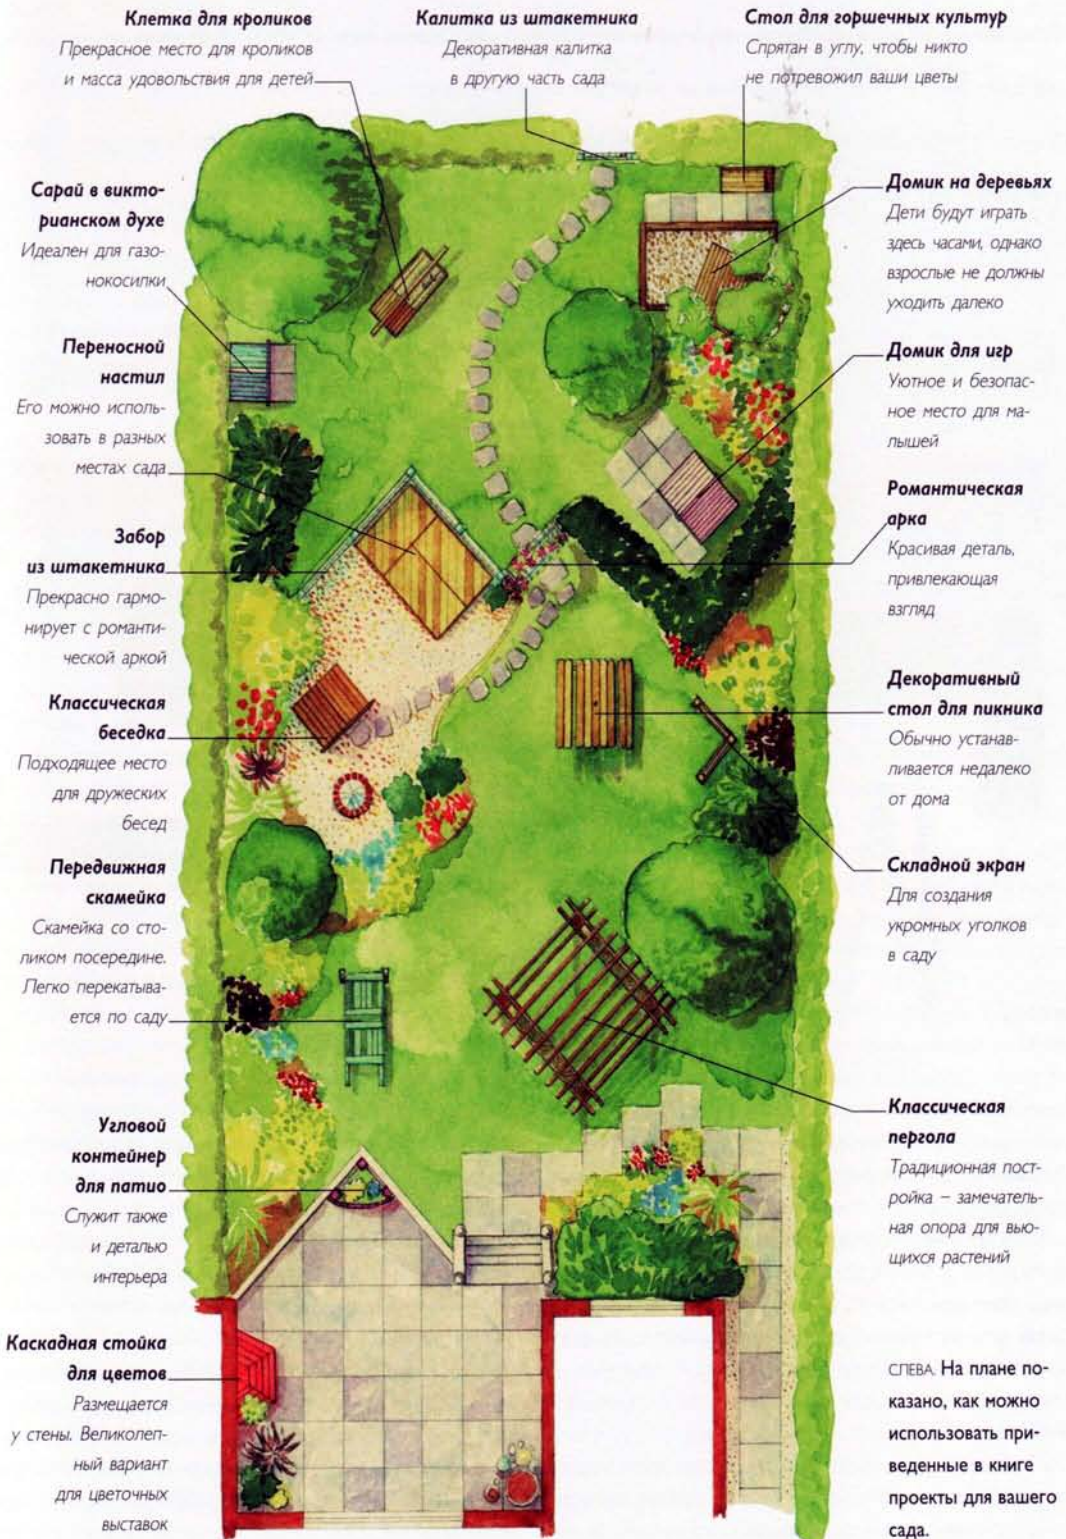 Клетка для кроликов
Прекрасное место для кроликов
и масса удовольствия для детей
Калитка из штакетника
Декоративная калитка
в другую часть сада
Стол для горшечных культур
Спрятан в углу, чтобы никто
не потревожил ваши цветы
Сарай в викто-
рианском духе
Идеален для газо-
нокосилки
Переносной
настил
Его можно исполь-
зовать в разных
местах сада
Забор
из штакетника
Прекрасно гармо-
нирует с романти-
ческой аркой
Классическая
беседка
Подходящее место
для дружеских
бесед
Передвижная
скамейка
Скамейка со сто-
ликом посередине.
Легко перекатыва-
ется по саду
Угловой
контейнер
для патио
Служит также
и деталью
интерьера
Каскадная стойка
для цветов
Размещается
у стены. Великолеп-
ный вариант
для цветочных
выставок
Домик на деревьях
Дети будут играть
здесь часами, однако
взрослые не должны
уходить далеко
Домик для игр
Уютное и безопас-
ное место для ма-
лышей
Романтическая
арка
Красивая деталь,
привлекающая
взгляд
Декоративный
стол для пикника
Обычно устанав-
ливается недалеко
от дома
Складной экран
Для создания
укромных уголков
в саду
Классическая
пергола
Традиционная пост-
ройка – замечатель-
ная опора для вью-
щихся растений
СЛЕВА. На плане по-
казано, как можно
использовать при-
веденные в книге
проекты для вашего
сада.